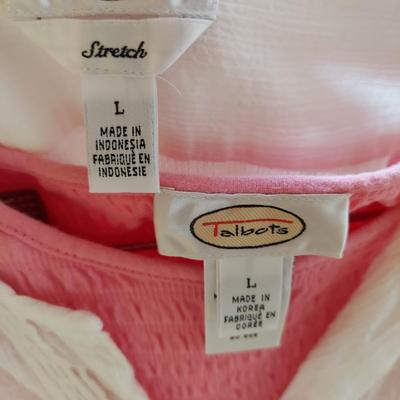 Stretch
L
MADE IN
INDONESIA
FABRIQUÉ EN
INDONÉSIE
Talbots
L
MADE IN
KOREA
FABRIQUÉ EN
CORÉE